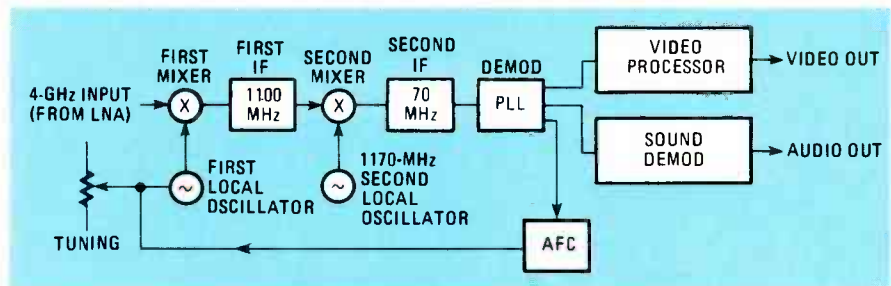 4-GHz INPUT
(FROM LNA)
FIRST
MIXER
FIRST
IF
1100
MHz
SECOND
MIXER
SECOND
IF
70
MHz
DEMOD
PLL
VIDEO
PROCESSOR
VIDEO OUT
SOUND
DEMOD
AUDIO OUT
FIRST
LOCAL
OSCILLATOR
1170-MHz
SECOND
LOCAL
OSCILLATOR
TUNING
AFC
X
X
~
~